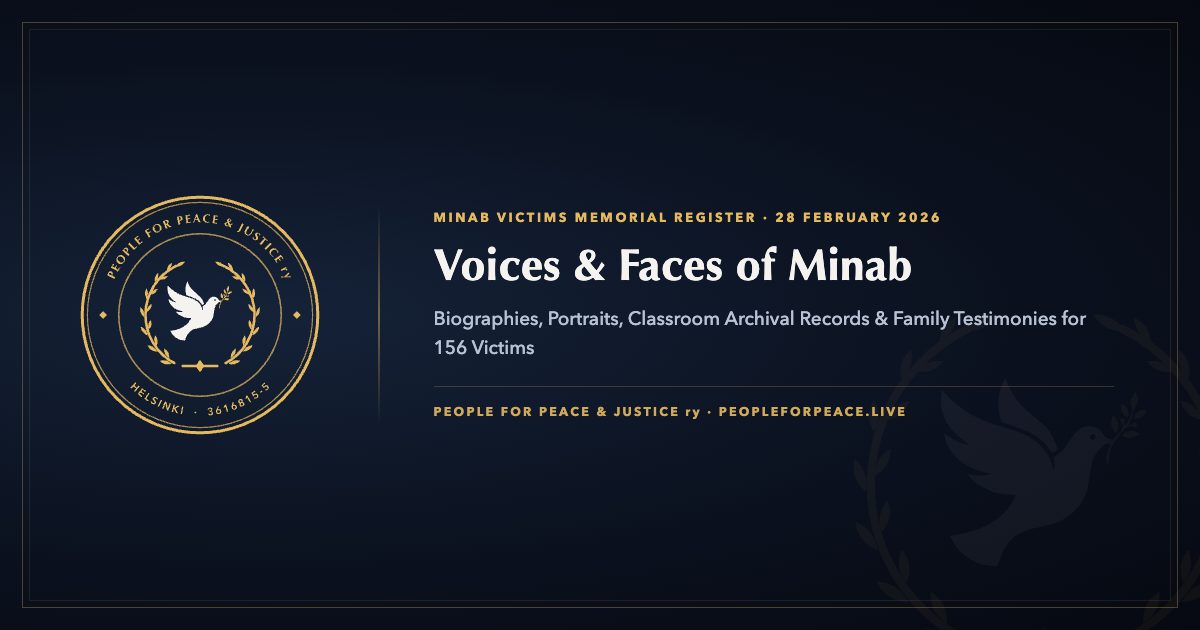 PEOPLE FOR PEACE & JUSTICE ry
HELSINKI · 3616815-5
MINAB VICTIMS MEMORIAL REGISTER · 28 FEBRUARY 2026
Voices & Faces of Minab
Biographies, Portraits, Classroom Archival Records & Family Testimonies for
156 Victims
PEOPLE FOR PEACE & JUSTICE ry · PEOPLEFORPEACE.LIVE